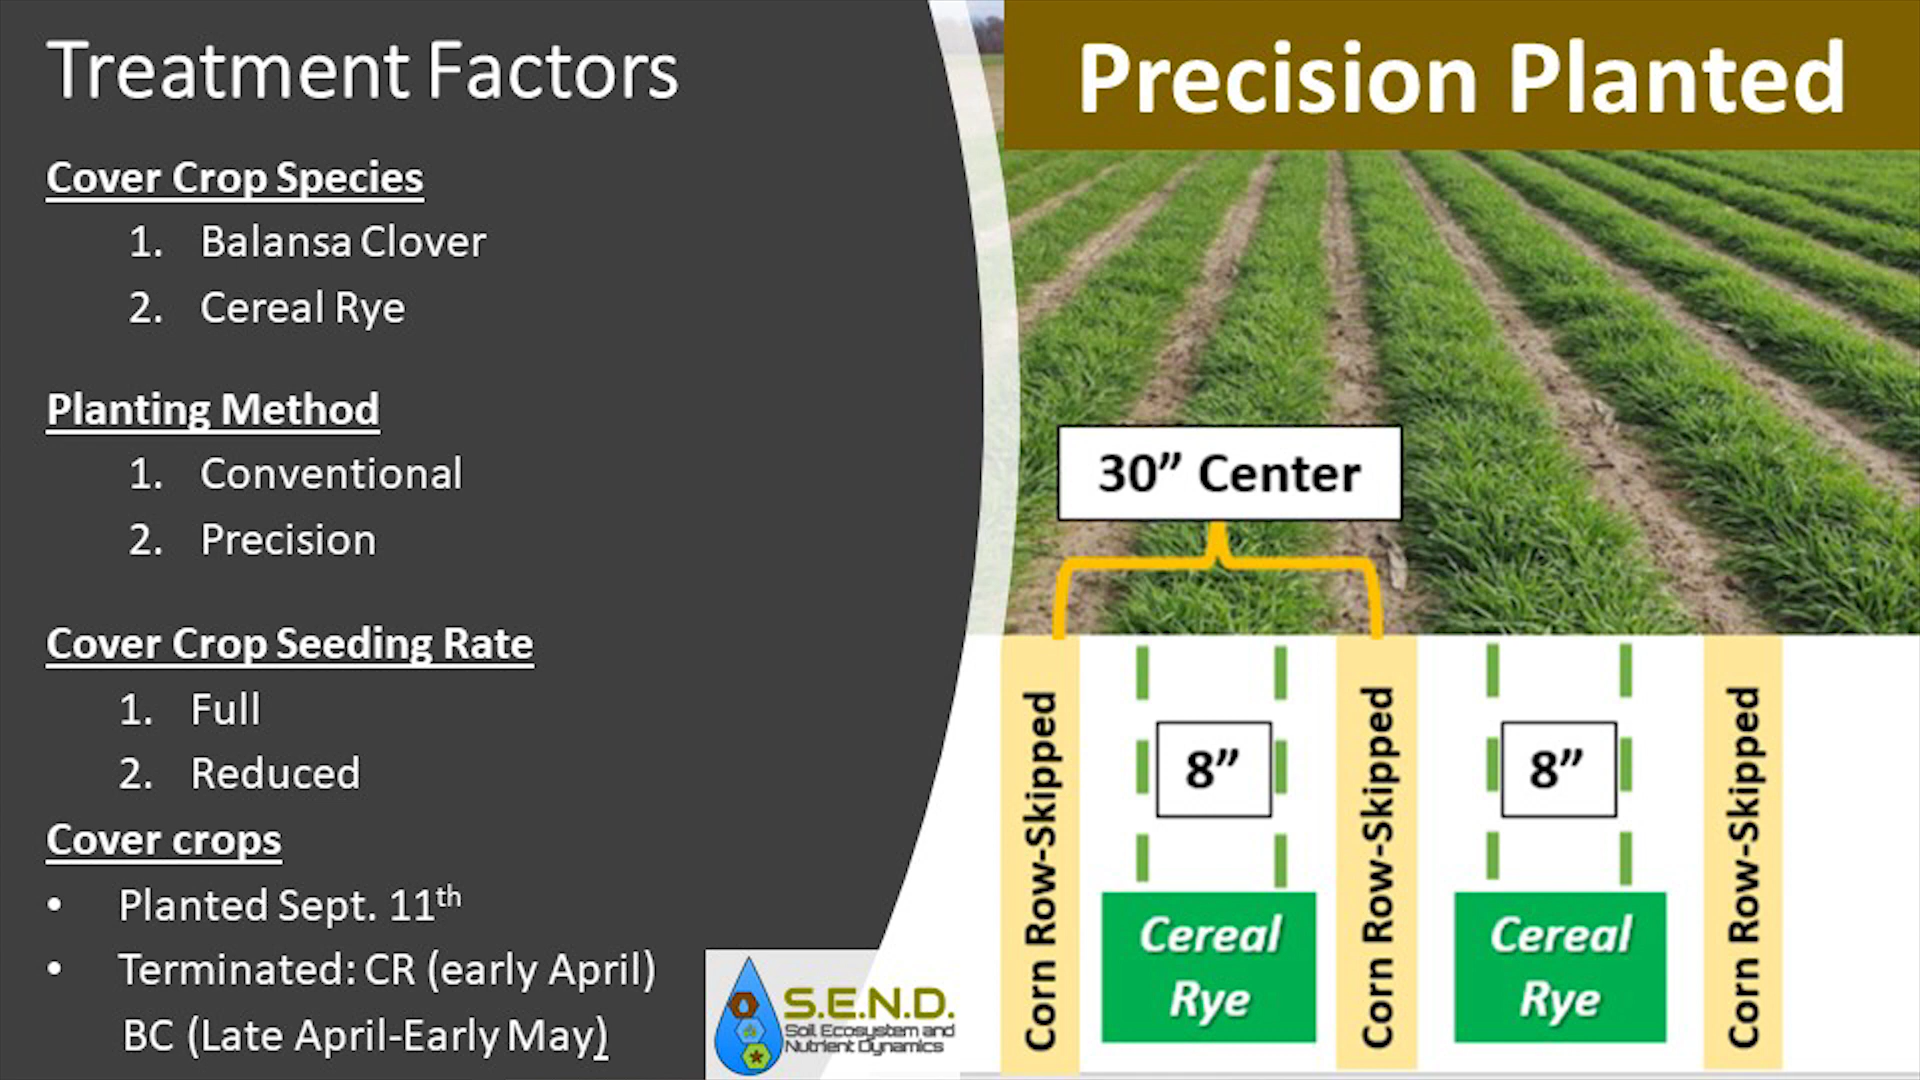 Treatment Factors
Cover Crop Species
1. Balansa Clover
2. Cereal Rye
Planting Method
1. Conventional
2. Precision
Cover Crop Seeding Rate
1. Full
2. Reduced
Cover crops
• Planted Sept. 11th
• Terminated: CR (early April)
BC (Late April-Early May)
S.E.N.D.
Soil Ecosystem and
Nutrient Dynamics
Precision Planted
30” Center
Corn Row-Skipped
8”
Cereal
Rye
Corn Row-Skipped
8”
Cereal
Rye
Corn Row-Skipped